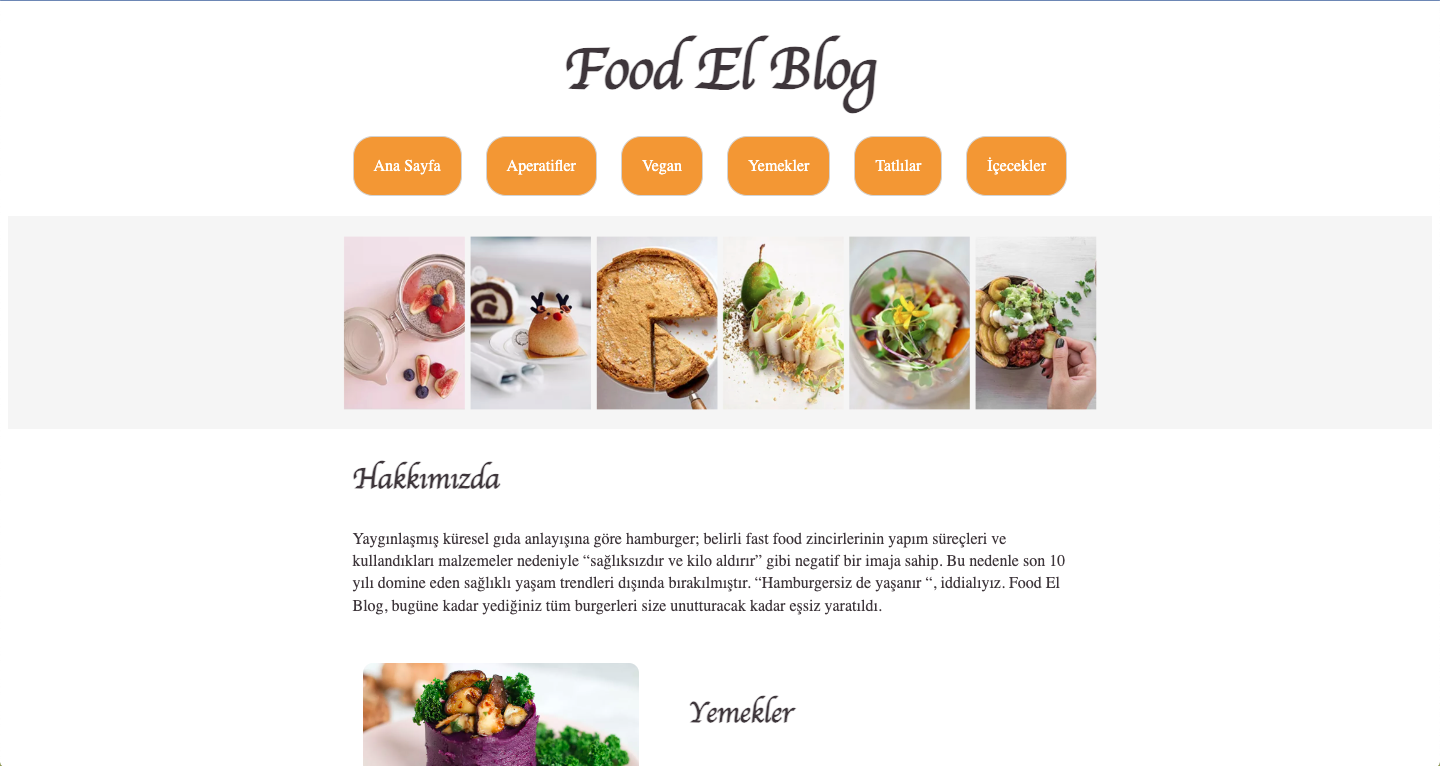 Food El Blog
Ana Sayfa
Aperatifler
Vegan
Yemekler
Tatlılar
İçecekler
Hakkımızda
Yaygınlaşmış küresel gıda anlayışına göre hamburger; belirli fast food zincirlerinin yapım süreçleri ve
kullandıkları malzemeler nedeniyle “sağlıksızdır ve kilo aldırır” gibi negatif bir imaja sahip. Bu nedenle son 10
yılı domine eden sağlıklı yaşam trendleri dışında bırakılmıştır. “Hamburgersiz de yaşanır “, iddialıyız. Food El
Blog, bugüne kadar yediğiniz tüm burgerleri size unutturacak kadar eşsiz yaratıldı.
Yemekler